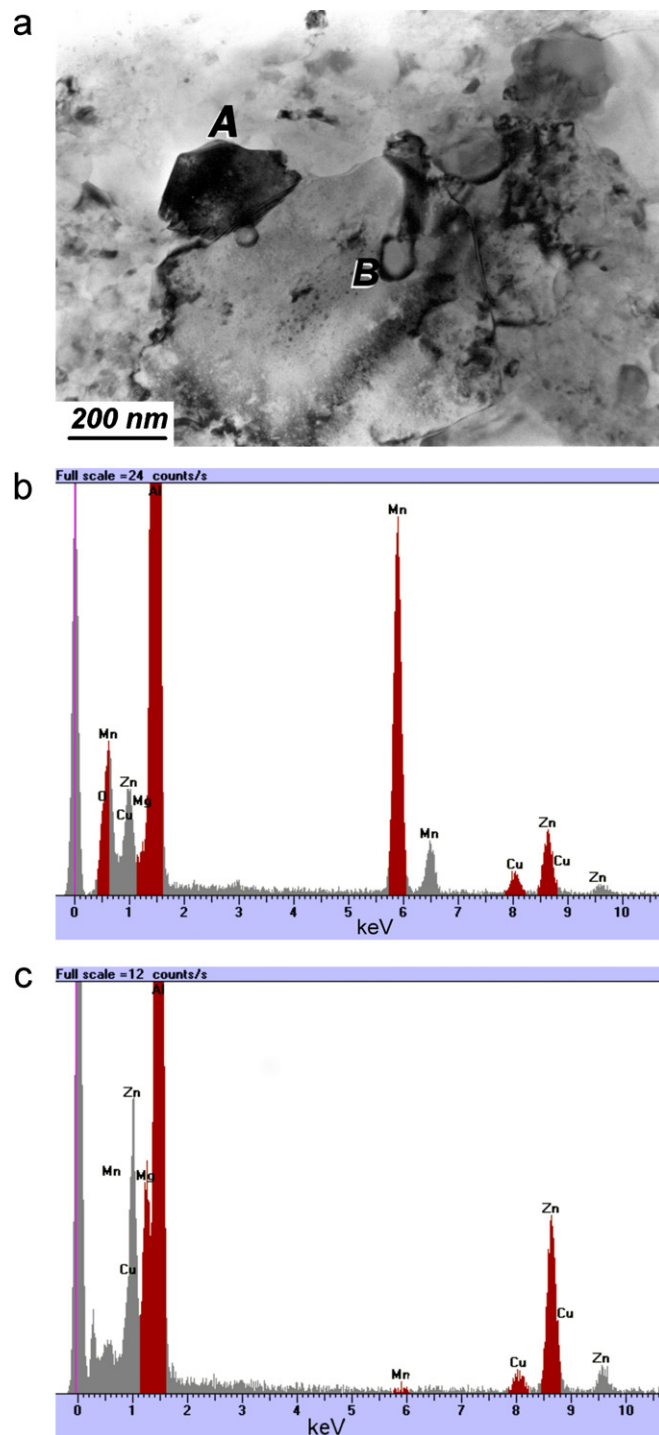 a
A
B
200 nm
b
Full scale =24 counts/s
Al
Mn
Mn
Zn
O
Mg
Cu
Mn
Zn
Cu
Cu
Zn
0 1 2 3 4 5 6 7 8 9 10
keV
c
Full scale =12 counts/s
Al
Zn
Mn
Mg
Cu
Zn
Cu
Mn
Cu
Zn
0 1 2 3 4 5 6 7 8 9 10
keV